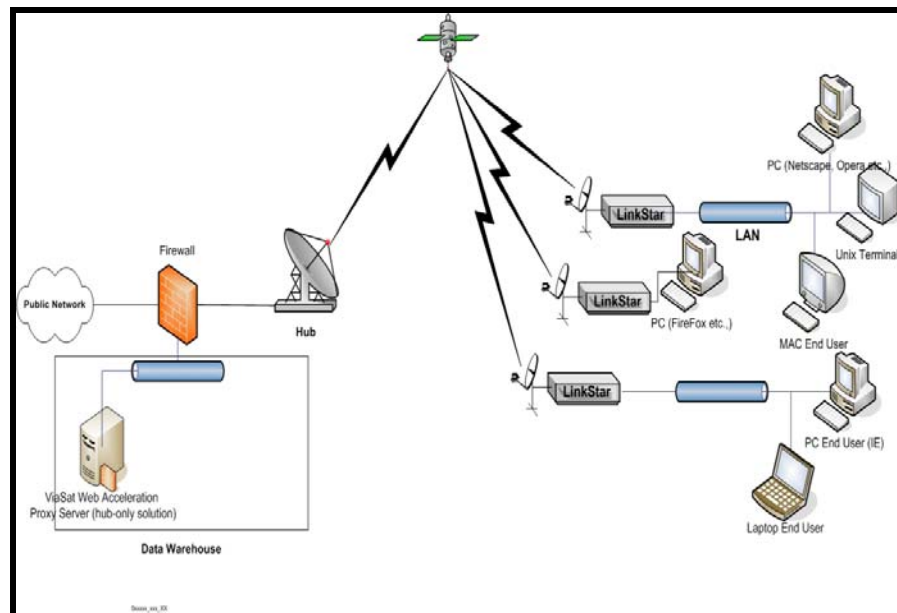 LinkStar
PC (Netscape, Opera etc.,)
LAN
Unix Terminal
Firewall
Public Network
Hub
LinkStar
PC (FireFox etc.,)
MAC End User
LinkStar
PC End User (IE)
ViaSat Web Acceleration
Proxy Server (hub-only solution)
Laptop End User
Data Warehouse